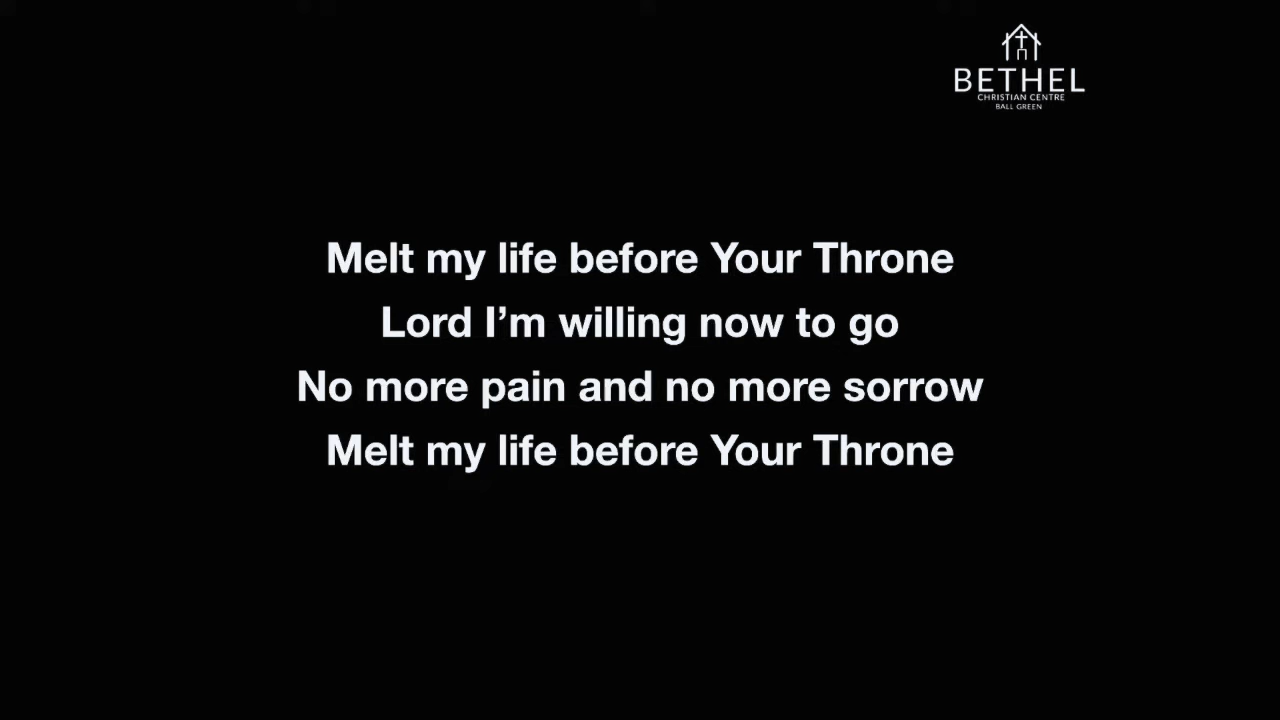 BETHEL
CHRISTIAN CENTRE
BALL GREEN
Melt my life before Your Throne
Lord I’m willing now to go
No more pain and no more sorrow
Melt my life before Your Throne